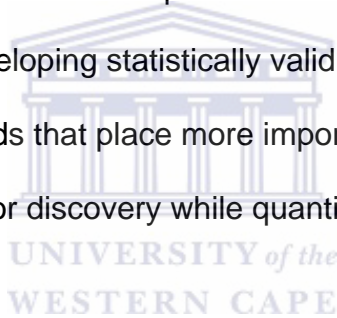 eloping statistically valid
ds that place more impor
or discovery while quanti
UNIVERSITY of the
WESTERN CAPE